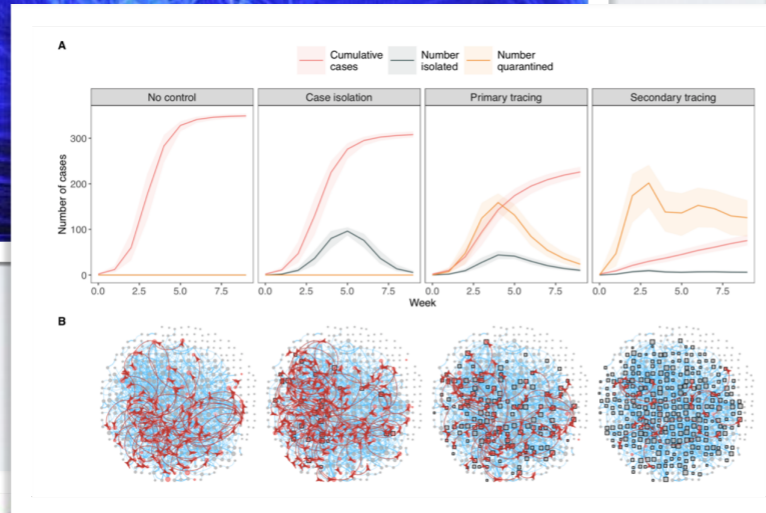 A
Cumulative cases
Number isolated
Number quarantined
No control
Case isolation
Primary tracing
Secondary tracing
Number of cases
300
200
100
0
0.0 2.5 5.0 7.5
0.0 2.5 5.0 7.5
0.0 2.5 5.0 7.5
0.0 2.5 5.0 7.5
Week
B